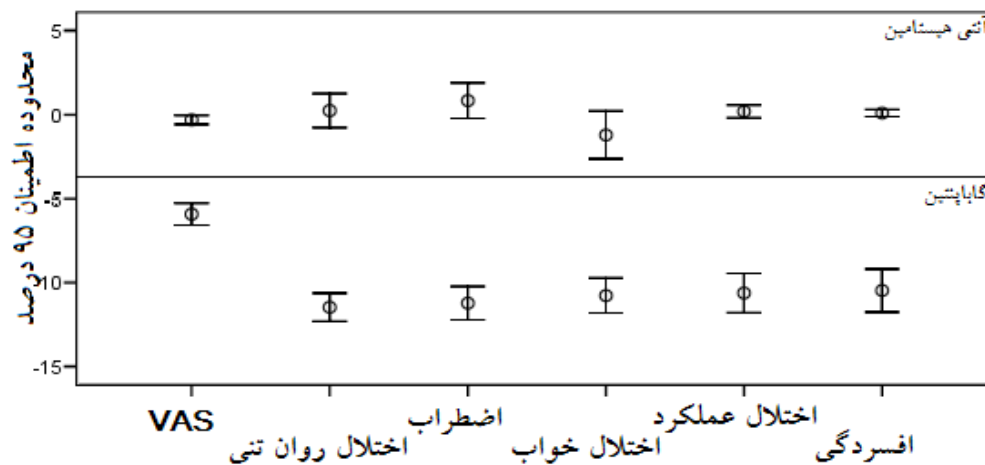 محدوده اطمینان ۹۵ درصد
5
آنتی هیستامین
0
-5
گاباپنتین
-10
-15
VAS
اختلال روان تنی
اضطراب
اختلال خواب
اختلال عملکرد
افسردگی